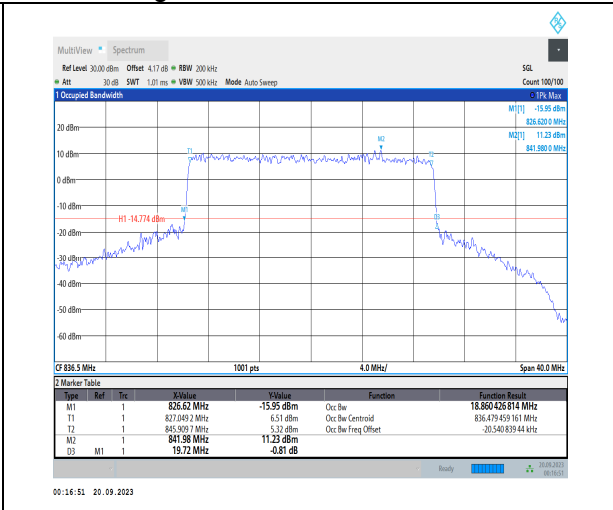 MultiView Spectrum
Ref Level 30.00 dBm Offset 4.17 dB RBW 200 kHz SGL
Att 30 dB SWT 1.01 ms VBW 500 kHz Mode Auto Sweep Count 100/100
1 Occupied Bandwidth 1Pk Max
M1[1] -15.95 dBm
826.620 0 MHz
M2[1] 11.23 dBm
841.980 0 MHz
20 dBm
M2
T1 T2
10 dBm
0 dBm
-10 dBm
M1
H1 -14.774 dBm D3
-20 dBm
-30 dBm
-40 dBm
-50 dBm
-60 dBm
CF 836.5 MHz 1001 pts 4.0 MHz/ Span 40.0 MHz
2 Marker Table
Type Ref Trc X-Value Y-Value Function Function Result
M1 1 826.62 MHz -15.95 dBm Occ Bw 18.860 426 814 MHz
T1 1 827.049 2 MHz 6.51 dBm Occ Bw Centroid 836.479 459 161 MHz
T2 1 845.909 7 MHz 5.32 dBm Occ Bw Freq Offset -20.540 839 44 kHz
M2 1 841.98 MHz 11.23 dBm
D3 M1 1 19.72 MHz -0.81 dB
Ready 20.09.2023
00:16:51
00:16:51 20.09.2023